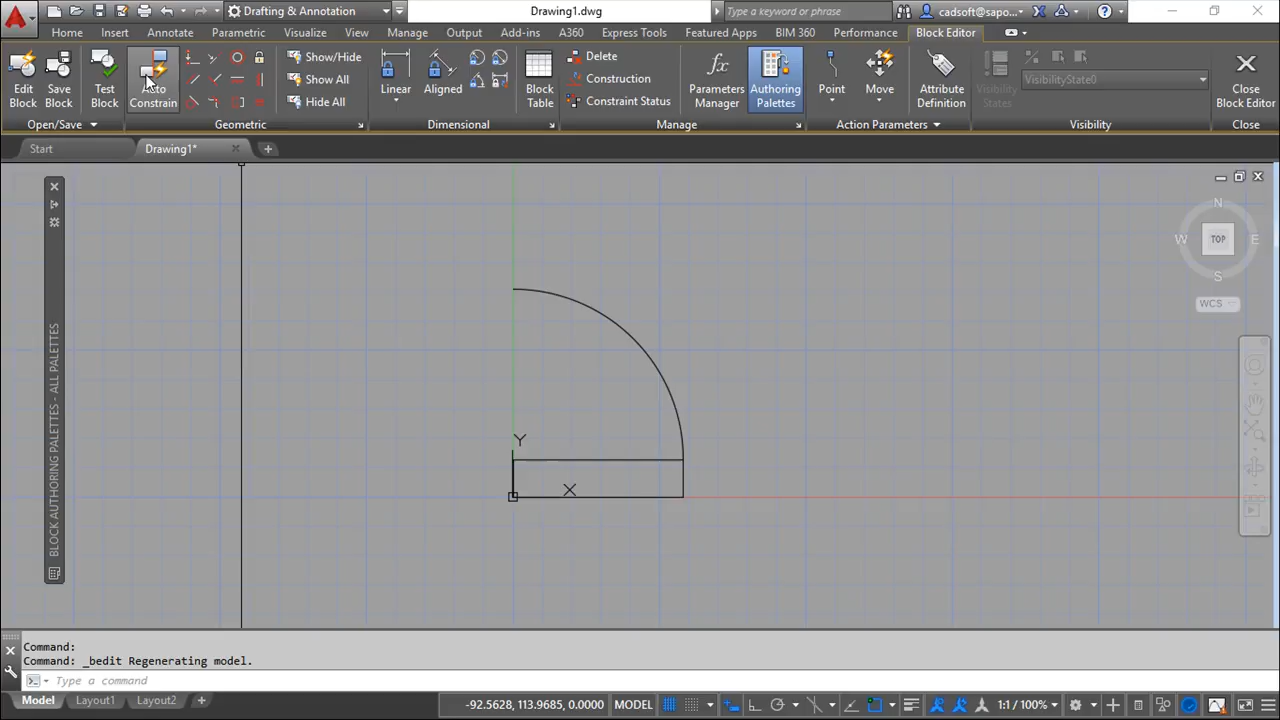 Drafting & Annotation
Drawing1.dwg
Type a keyword or phrase
cadsoft@sapo...
Home Insert Annotate Parametric Visualize View Manage Output Add-ins A360 Express Tools Featured Apps BIM 360 Performance Block Editor
Edit Block
Save Block
Test Block
Auto Constrain
Show/Hide
Show All
Hide All
Linear
Aligned
Block Table
Delete
Construction
Constraint Status
Parameters Manager
Authoring Palettes
Point
Move
Attribute Definition
Visibility States
VisibilityState0
Close Block Editor
Open/Save Geometric Dimensional Manage Action Parameters Visibility Close
Start Drawing1*
N
W TOP E
S
WCS
BLOCK AUTHORING PALETTES - ALL PALETTES
Y
X
Command:
Command: _bedit Regenerating model.
Type a command
Model Layout1 Layout2
-92.5628, 113.9685, 0.0000 MODEL 1:1 / 100%